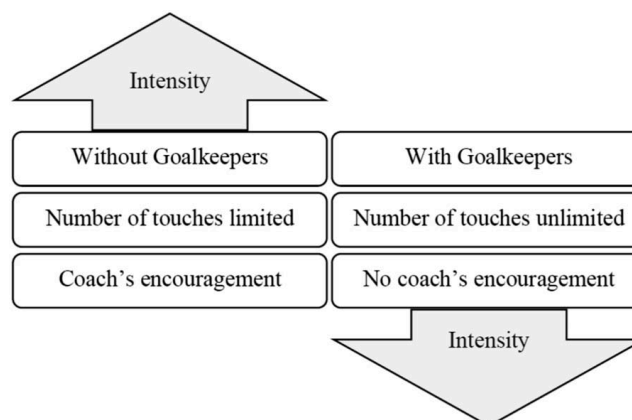 Intensity
Without Goalkeepers
With Goalkeepers
Number of touches limited
Number of touches unlimited
Coach's encouragement
No coach's encouragement
Intensity